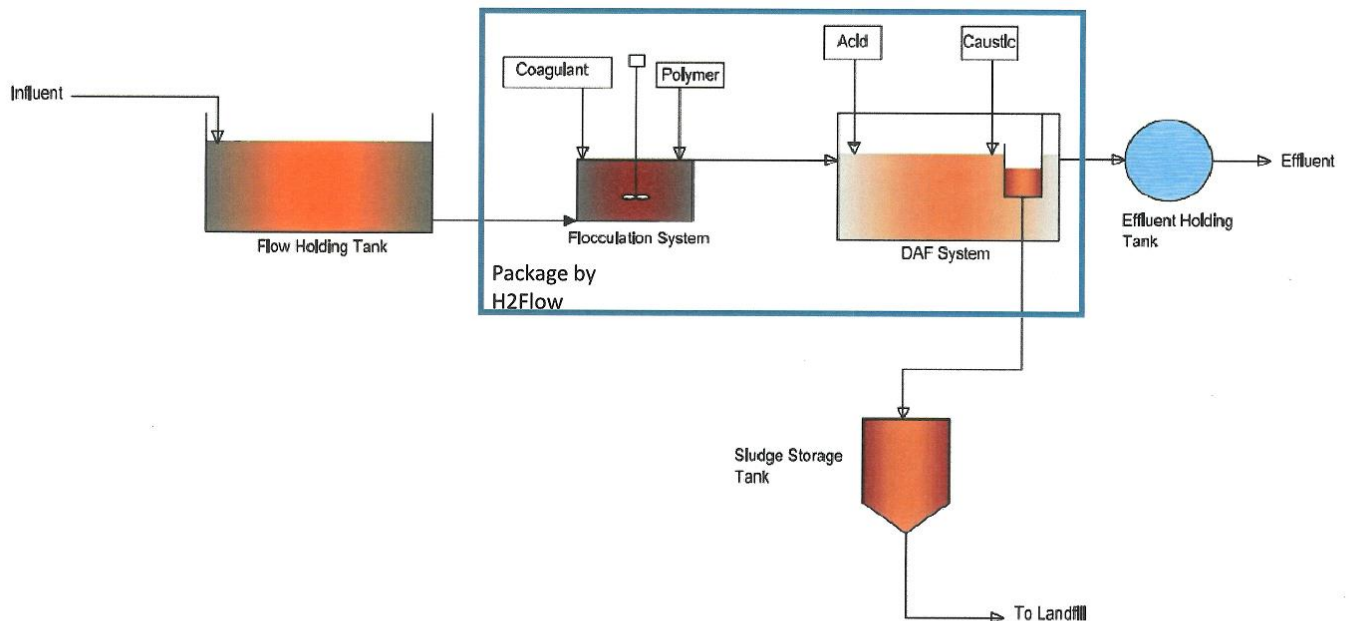 Influent
Flow Holding Tank
Coagulant
Polymer
Flocculation System
Package by
H2Flow
Acid
Caustic
DAF System
Effluent
Effluent Holding
Tank
Sludge Storage
Tank
To Landfill